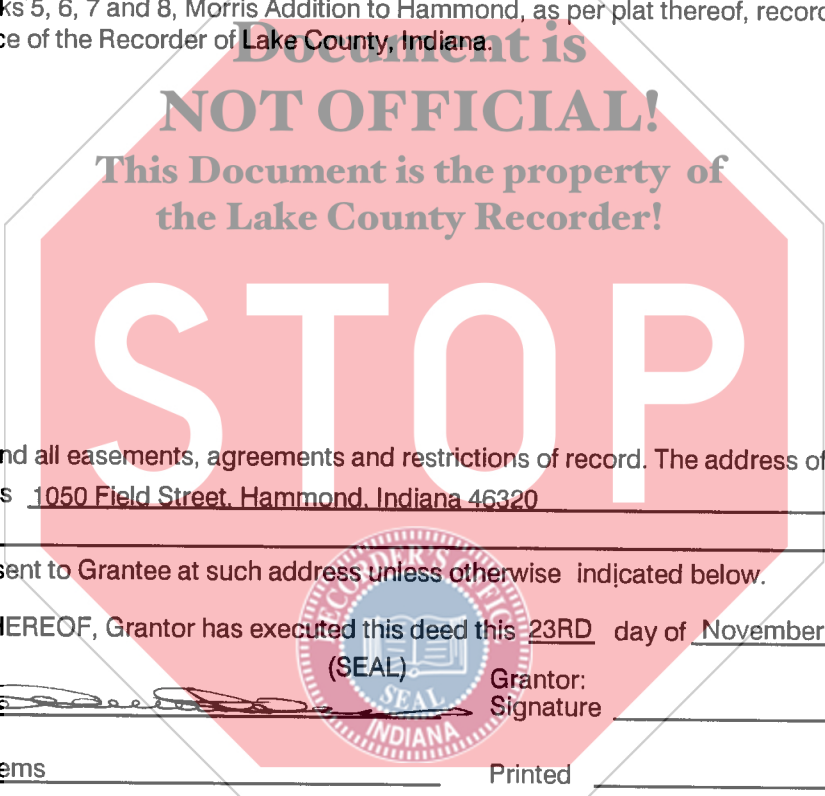 ks 5, 6, 7 and 8, Morris Addition to Hammond, as per plat thereof, record
ce of the Recorder of Lake County, Indiana.
Document is
NOT OFFICIAL!
This Document is the property of
the Lake County Recorder!
STOP
nd all easements, agreements and restrictions of record. The address of
s 1050 Field Street, Hammond, Indiana 46320
sent to Grantee at such address unless otherwise indicated below.
HEREOF, Grantor has executed this deed this 23RD day of November
(SEAL)
Grantor:
Signature
ems
Printed
RECORDER'S OFFICE
SEAL
INDIANA